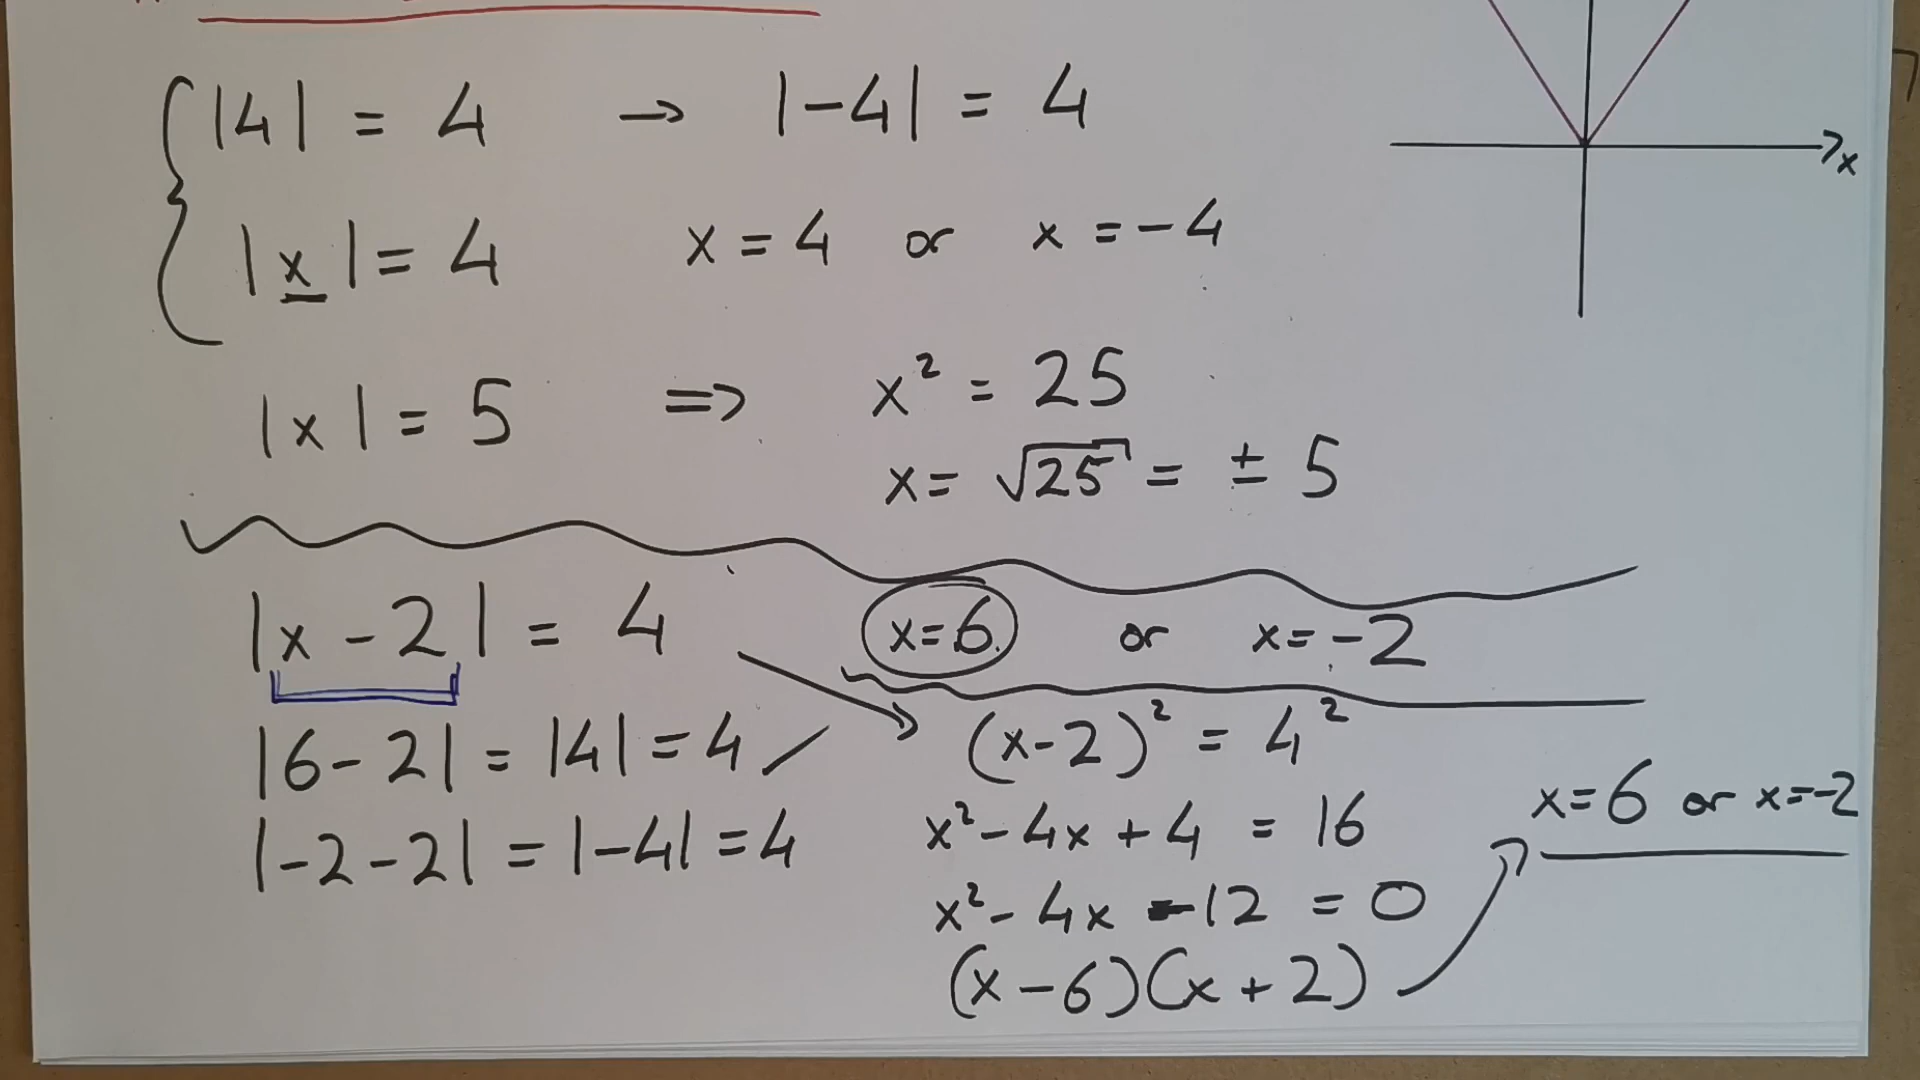 |4| = 4 → |-4| = 4
x
|x| = 4 x = 4 or x = -4
|x| = 5 ⇒ x² = 25
x = √25 = ± 5
|x - 2| = 4 x=6 or x=-2
|6-2| = |4| = 4 (x-2)² = 4²
|-2-2| = |-4| = 4 x² - 4x + 4 = 16
x=6 or x=-2
x² - 4x - 12 = 0
(x-6)(x+2)